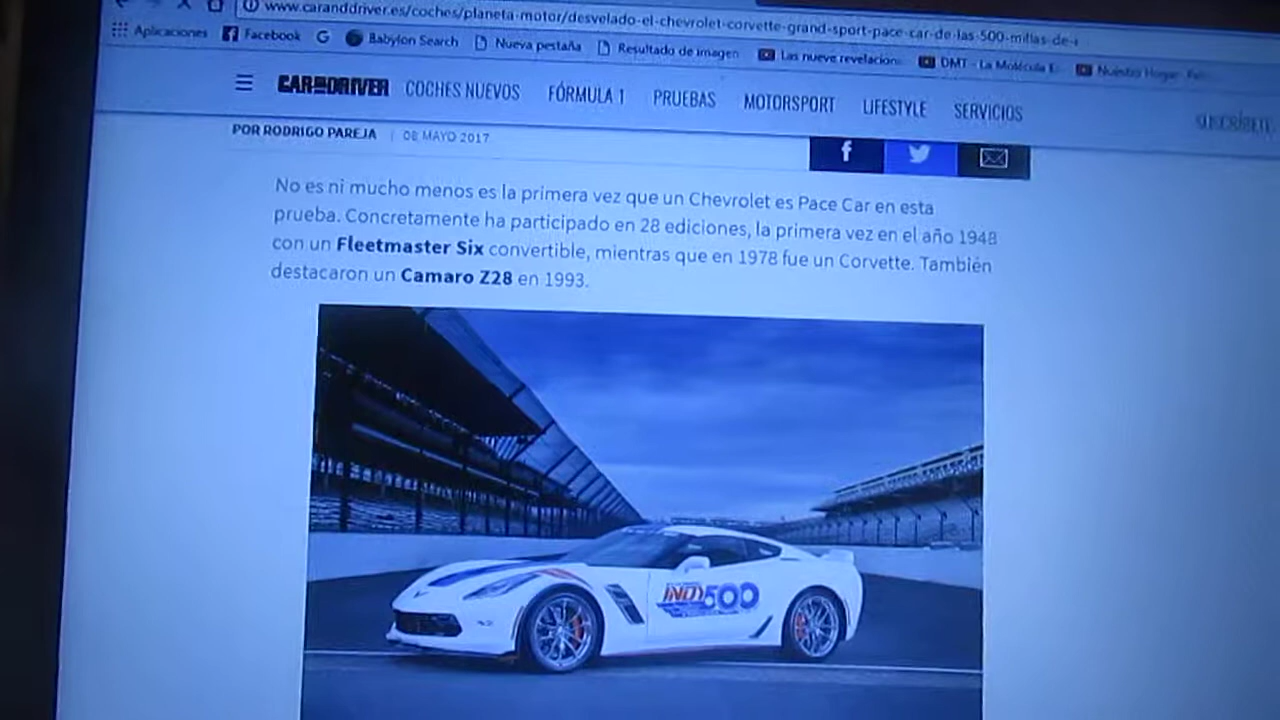 www.caranddriver.es/coches/planeta-motor/desvelado-el-chevrolet-corvette-grand-sport-pace-car-de-las-500-millas-de-
Aplicaciones Facebook Babylon Search Nueva pestaña Resultado de imagen Las nueve revelacion DMT - La Molécula E Nuestro Hogar
CAR AND DRIVER COCHES NUEVOS FÓRMULA 1 PRUEBAS MOTORSPORT LIFESTYLE SERVICIOS SUSCRÍBETE
POR RODRIGO PAREJA | 08 MAYO 2017
No es ni mucho menos es la primera vez que un Chevrolet es Pace Car en esta
prueba. Concretamente ha participado en 28 ediciones, la primera vez en el año 1948
con un Fleetmaster Six convertible, mientras que en 1978 fue un Corvette. También
destacaron un Camaro Z28 en 1993.
INDY 500